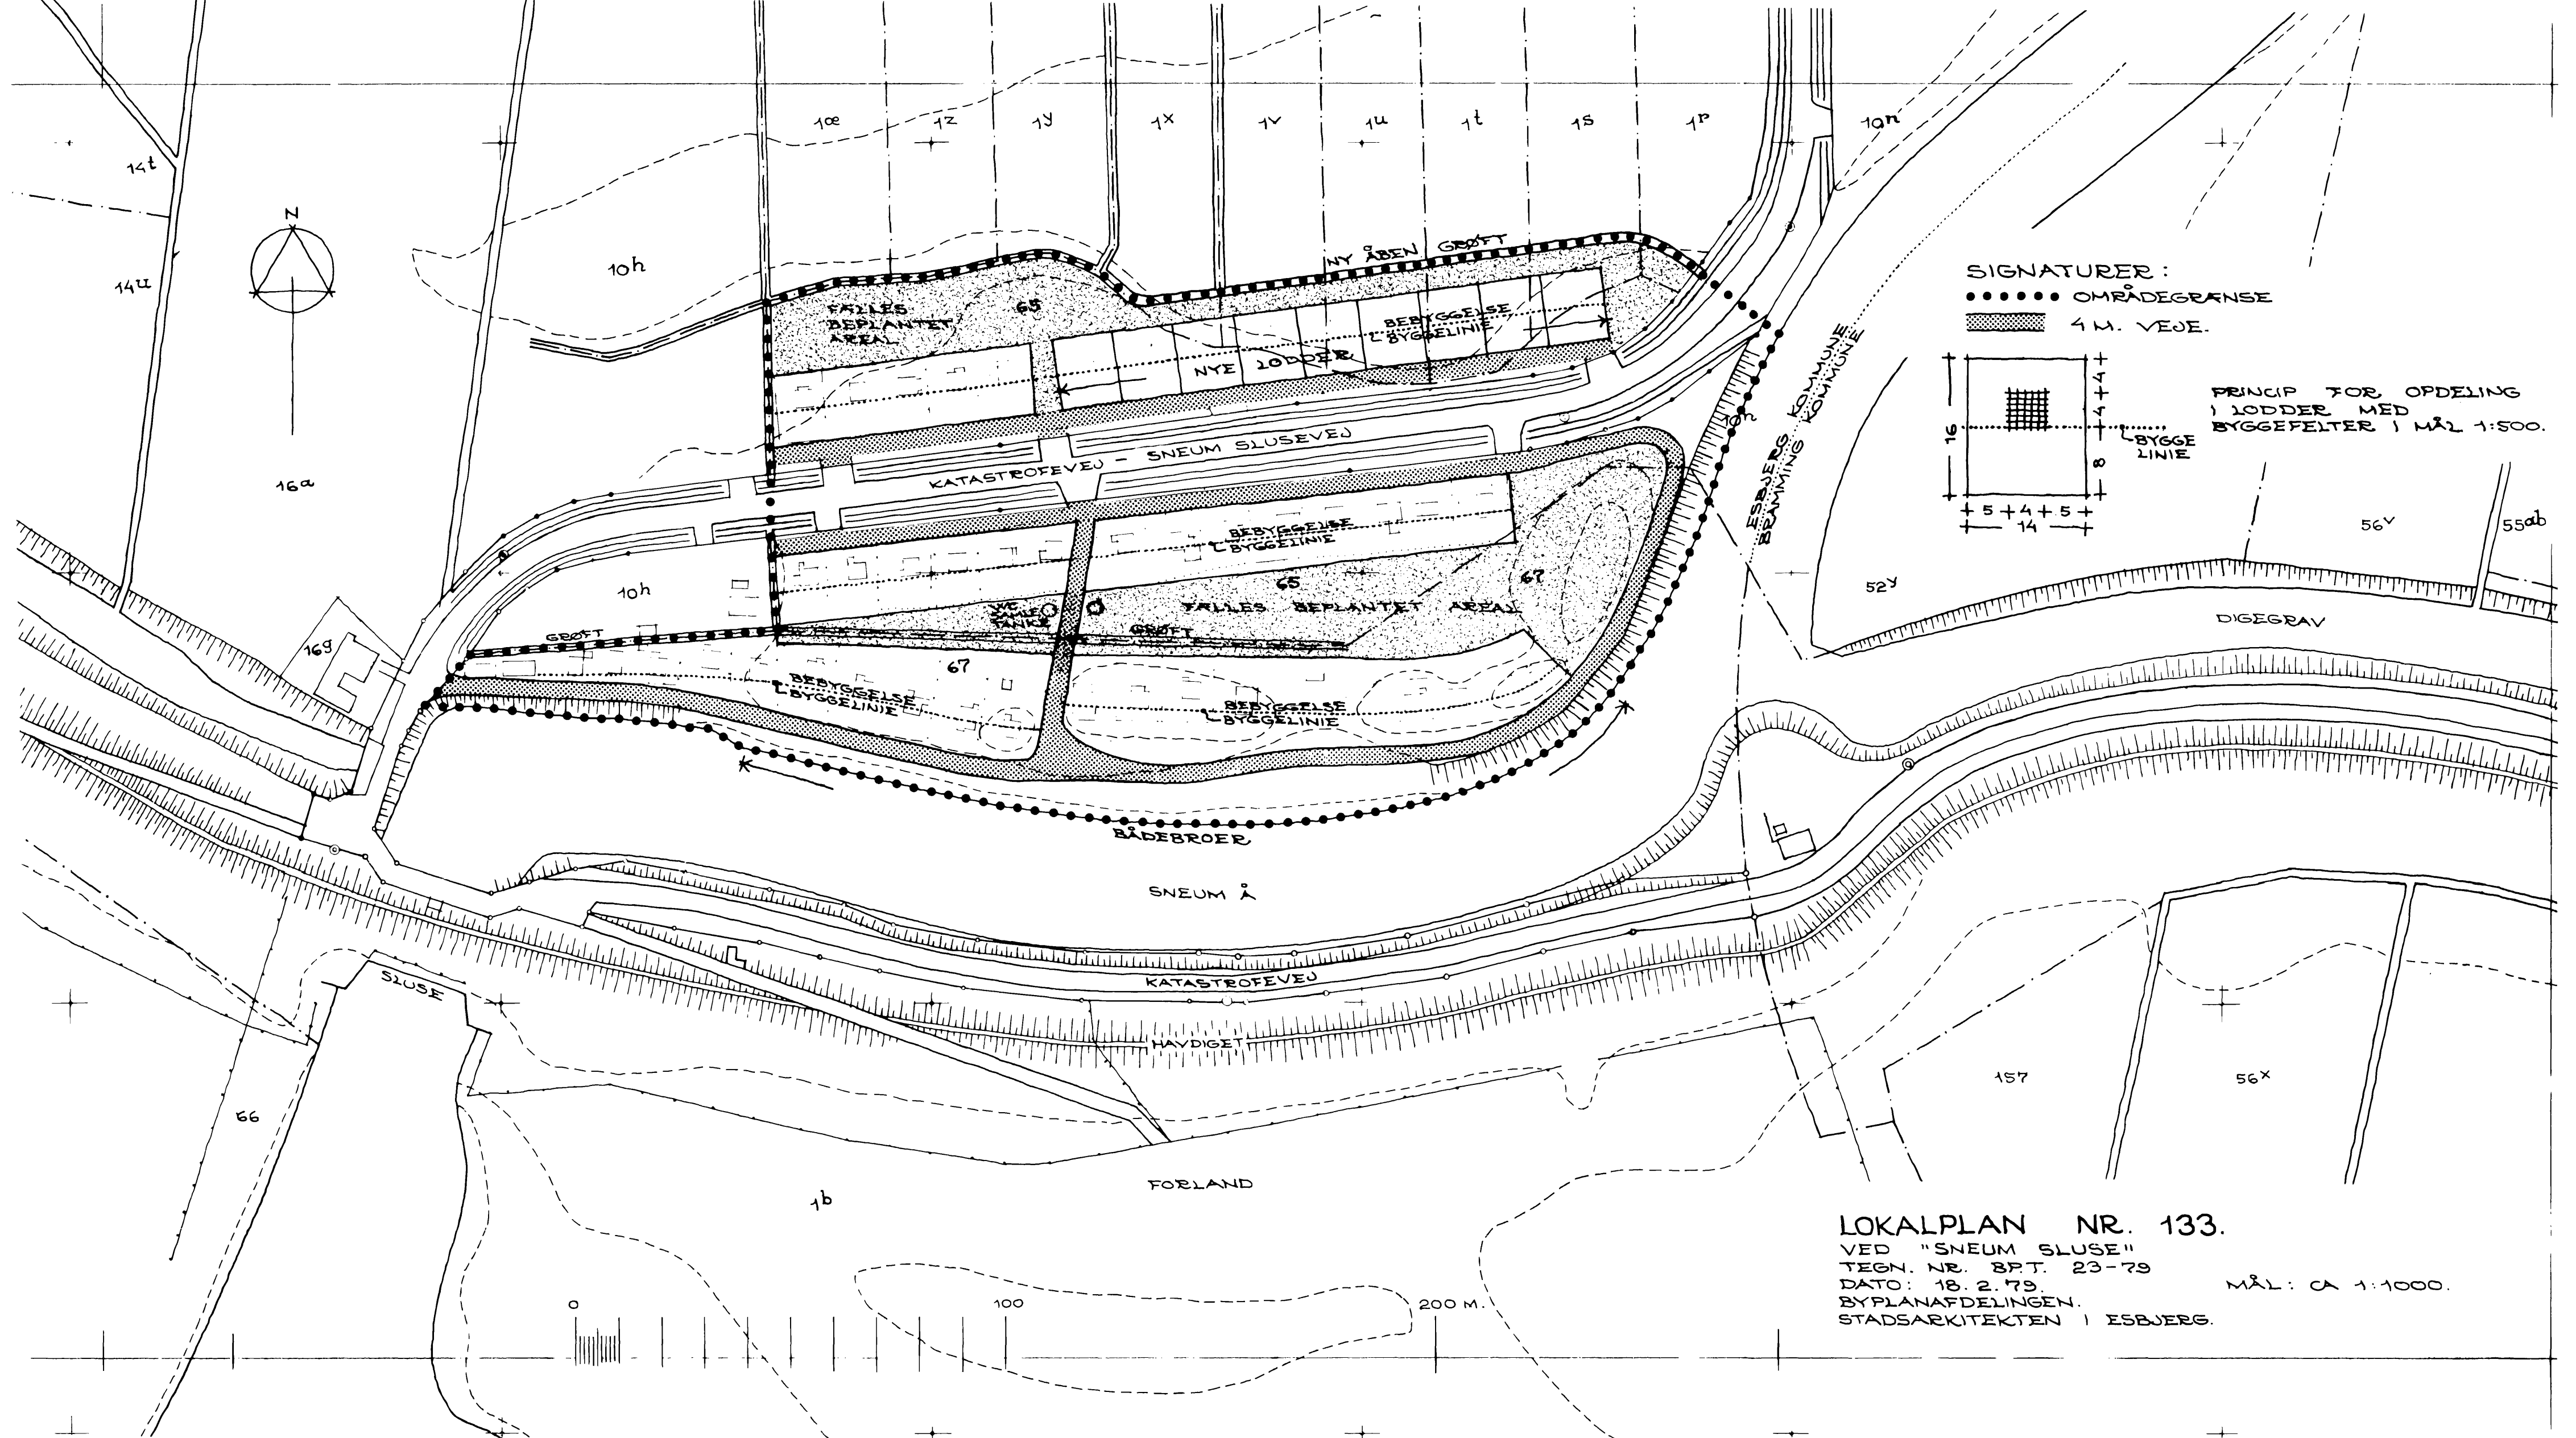 1æ
1z
1y
1x
1v
1u
1t
1s
1p
10n
14t
14u
N
10h
16a
NY ÅBEN GRØFT
FÆLLES
BEPLANTET
AREAL
65
BEBYGGELSE
BYGGELINIE
NYE LODDER
KATASTROFEVEJ - SNEUM SLUSEVEJ
ESBJERG KOMMUNE
BRAMMING KOMMUNE
10h
SIGNATURER:
OMRÅDEGRÆNSE
4 M. VEJE.
16
4
4
8
5 4 5
14
BYGGE
LINIE
PRINCIP FOR OPDELING
I LODDER MED
BYGGEFELTER I MÅL 1:500.
56v
55ab
52y
DIGEGRAV
BEBYGGELSE
BYGGELINIE
65
67
FÆLLES BEPLANTET AREAL
WC
SAMLE
TANKE
10h
GRØFT
GRØFT
16g
67
BEBYGGELSE
BYGGELINIE
BEBYGGELSE
BYGGELINIE
BÅDEBROER
SNEUM Å
KATASTROFEVEJ
HAVDIGET
SLUSE
66
157
56x
FORLAND
1b
0
100
200 M.
LOKALPLAN NR. 133.
VED "SNEUM SLUSE"
TEGN. NR. BP.T. 23-79
DATO: 18. 2. 79.
MÅL: CA 1:1000.
BYPLANAFDELINGEN.
STADSARKITEKTEN I ESBJERG.